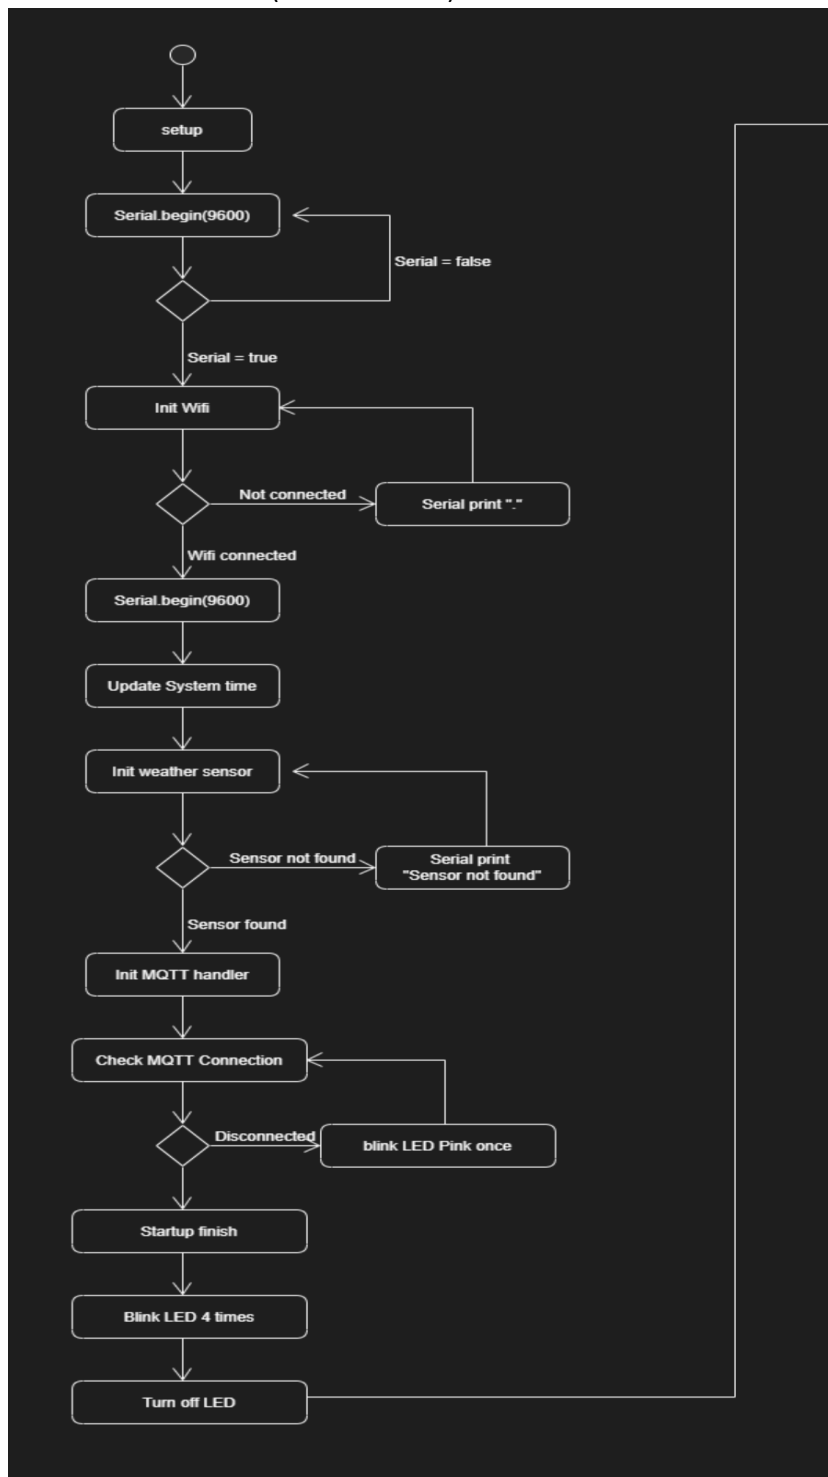 setup
Serial.begin(9600)
Serial = false
Serial = true
Init Wifi
Not connected
Serial print "."
Wifi connected
Serial.begin(9600)
Update System time
Init weather sensor
Sensor not found
Serial print
"Sensor not found"
Sensor found
Init MQTT handler
Check MQTT Connection
Disconnected
blink LED Pink once
Startup finish
Blink LED 4 times
Turn off LED